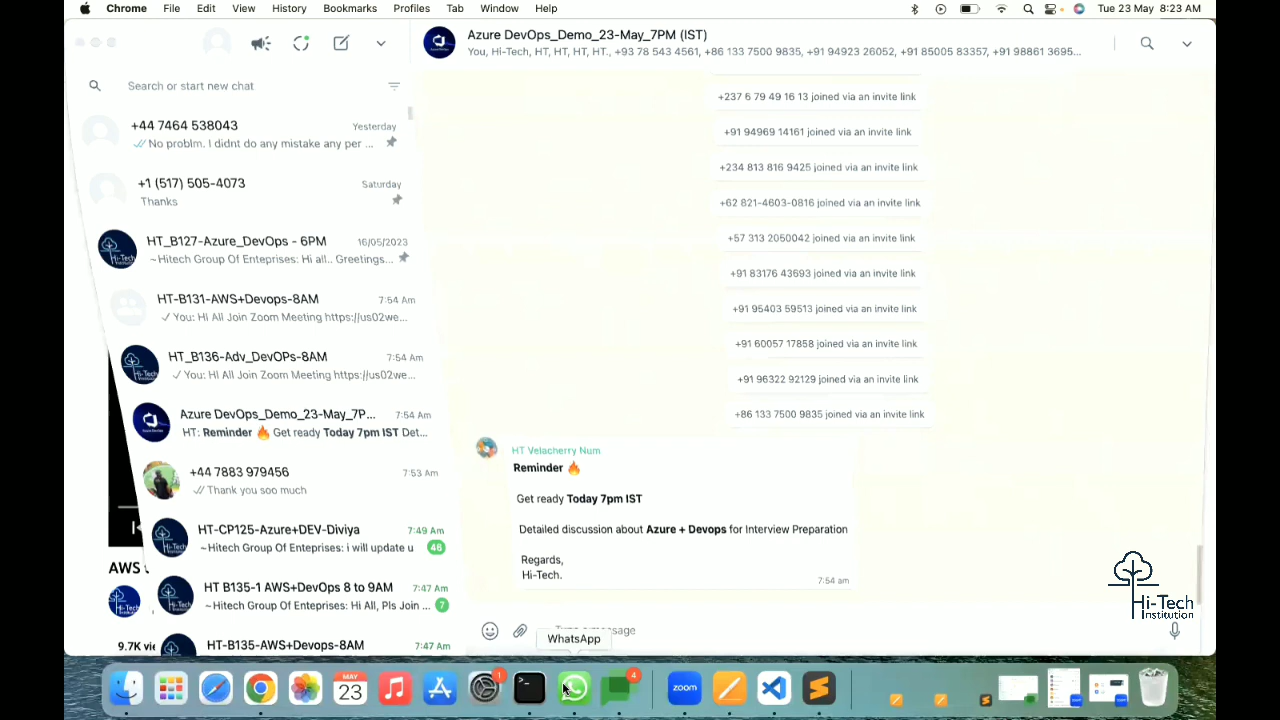 Chrome File Edit View History Bookmarks Profiles Tab Window Help Tue 23 May 8:23 AM
Azure DevOps_Demo_23-May_7PM (IST)
You, Hi-Tech, HT, HT, HT, HT., +93 78 543 4561, +86 133 7500 9835, +91 94923 26052, +91 85005 83357, +91 98861 3695...
Search or start new chat
+44 7464 538043 Yesterday
No problm. I didnt do any mistake any per ...
+1 (517) 505-4073 Saturday
Thanks
HT_B127-Azure_DevOps - 6PM 16/05/2023
~Hitech Group Of Enteprises: Hi all.. Greetings...
HT-B131-AWS+Devops-8AM 7:54 Am
You: HI All Join Zoom Meeting https://us02we...
HT_B136-Adv_DevOPs-8AM 7:54 Am
You: HI All Join Zoom Meeting https://us02we...
Azure DevOps_Demo_23-May_7P... 7:54 Am
HT: Reminder 🔥 Get ready Today 7pm IST Det...
+44 7883 979456 7:53 Am
Thank you soo much
HT-CP125-Azure+DEV-Diviya 7:49 Am
~Hitech Group Of Enteprises: i will update u 46
HT B135-1 AWS+DevOps 8 to 9AM 7:47 Am
~Hitech Group Of Enteprises: Hi All, Pls Join ... 7
HT-B135-AWS+Devops-8AM 7:47 Am
AWS
9.7K vi
+237 6 79 49 16 13 joined via an invite link
+91 94969 14161 joined via an invite link
+234 813 816 9425 joined via an invite link
+62 821-4603-0816 joined via an invite link
+57 313 2050042 joined via an invite link
+91 83176 43693 joined via an invite link
+91 95403 59513 joined via an invite link
+91 60057 17858 joined via an invite link
+91 96322 92129 joined via an invite link
+86 133 7500 9835 joined via an invite link
HT Velacherry Num
Reminder 🔥
Get ready Today 7pm IST
Detailed discussion about Azure + Devops for Interview Preparation
Regards,
Hi-Tech.
7:54 am
message
WhatsApp
Hi-Tech
Institution
MAY
23
1
4
zoom